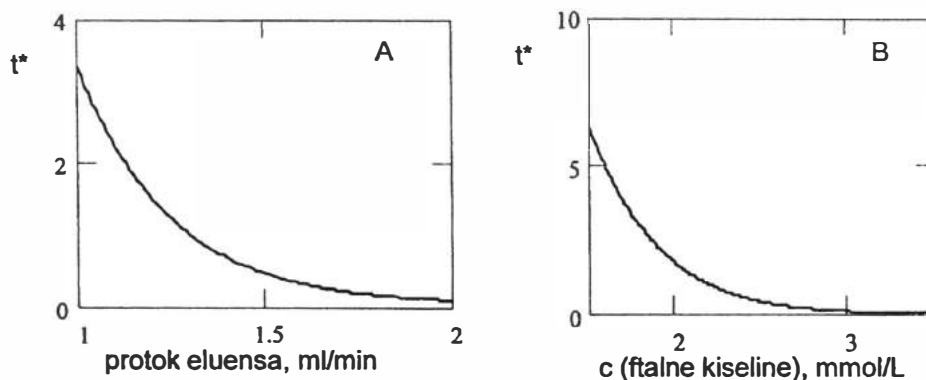 4
t*
A
2
0
1
1.5
2
protok eluensa, ml/min
10
t*
B
5
0
2
3
c (ftalne kiseline), mmol/L